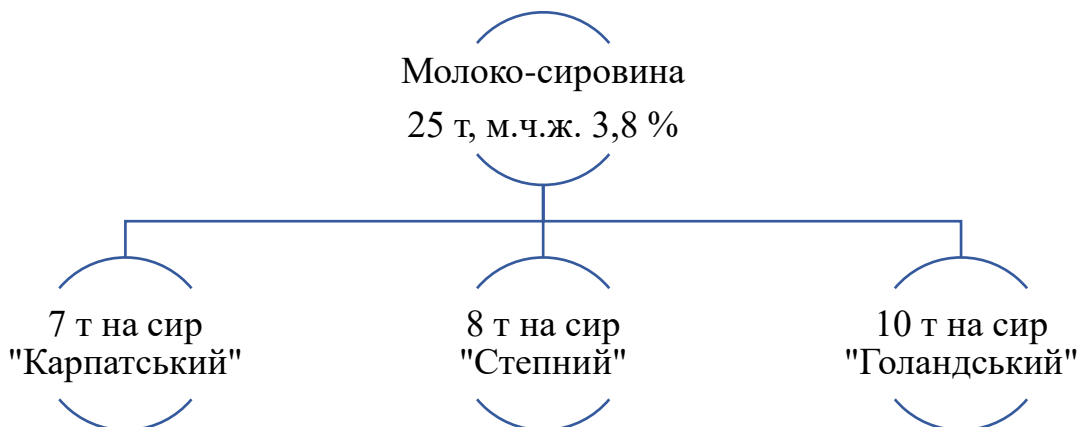 Молоко-сировина
25 т, м.ч.ж. 3,8 %
7 т на сир
"Карпатський"
8 т на сир
"Степний"
10 т на сир
"Голандський"